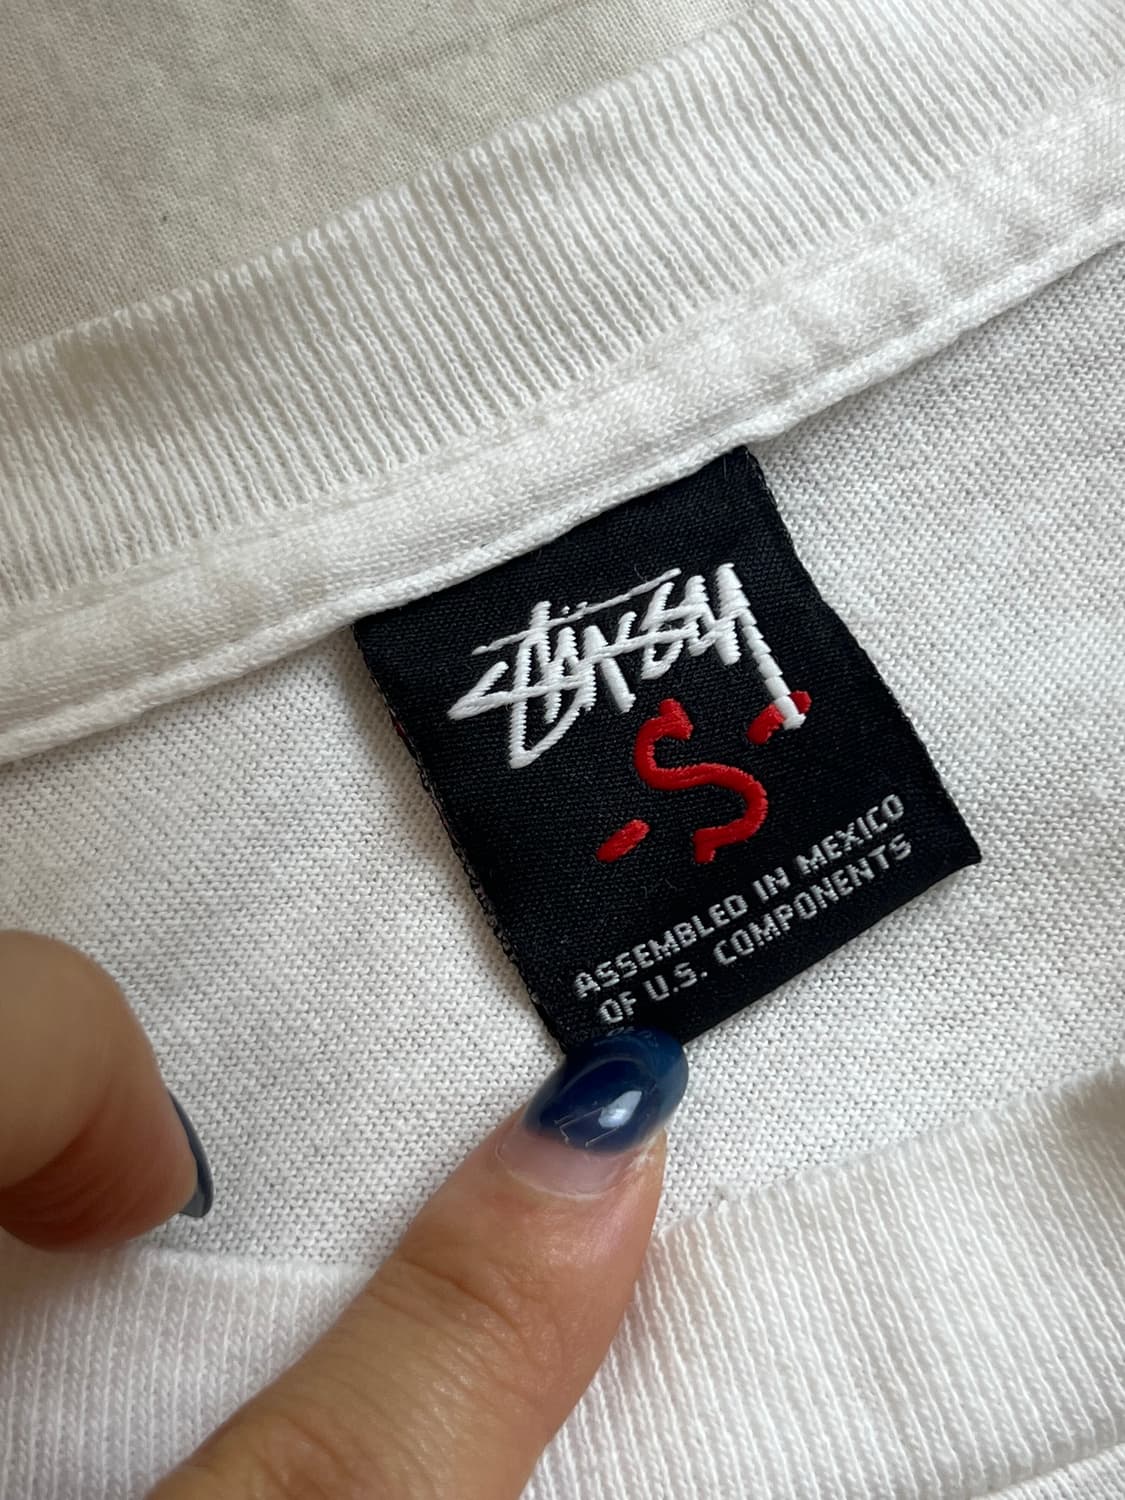 Stüssy
S
ASSEMBLED IN MEXICO
OF U.S. COMPONENTS